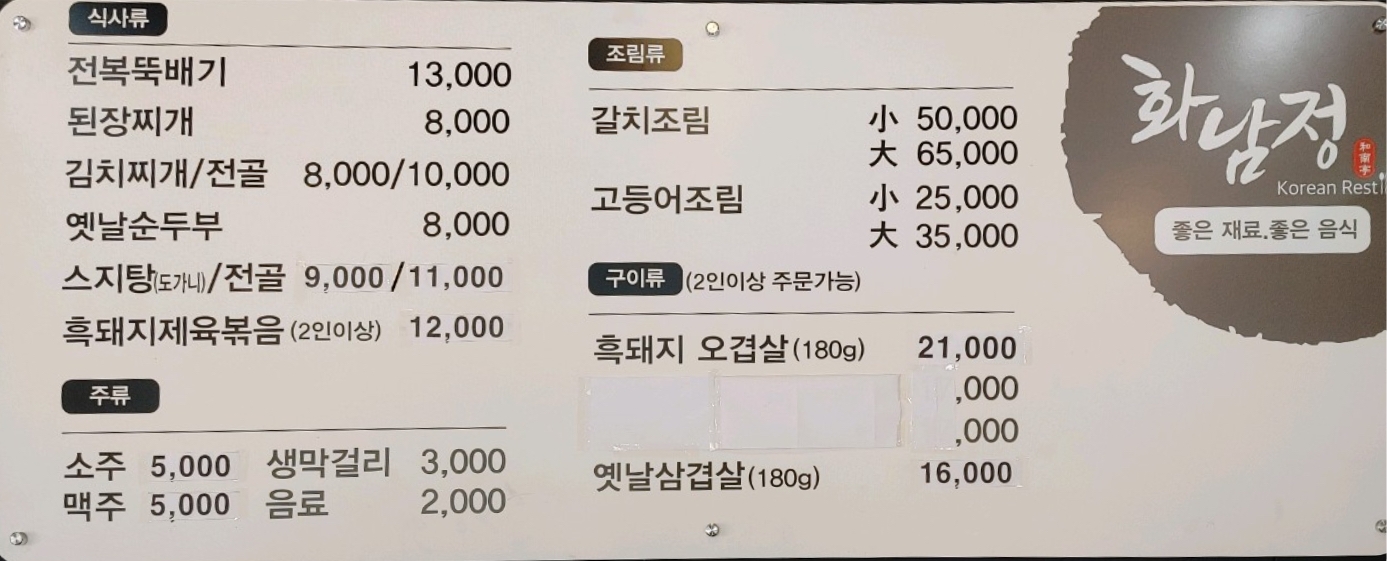 식사류
전복뚝배기 13,000
된장찌개 8,000
김치찌개/전골 8,000/10,000
옛날순두부 8,000
스지탕(도가니)/전골 9,000/11,000
흑돼지제육볶음(2인이상) 12,000
주류
소주 5,000 생막걸리 3,000
맥주 5,000 음료 2,000
조림류
갈치조림 小 50,000
大 65,000
고등어조림 小 25,000
大 35,000
구이류 (2인이상 주문가능)
흑돼지 오겹살(180g) 21,000
,000
,000
옛날삼겹살(180g) 16,000
화남정
和南亭
Korean Rest
좋은 재료.좋은 음식